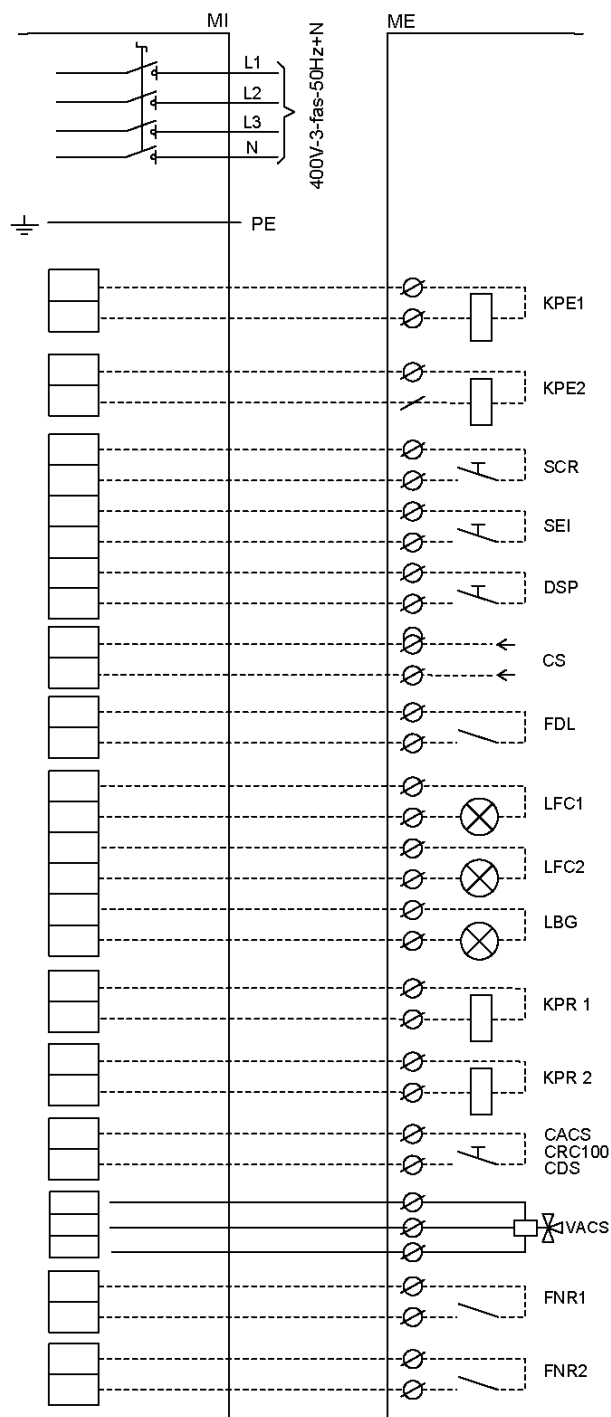 MI
ME
L1
L2
L3
N
400V-3-fas-50Hz+N
PE
KPE1
KPE2
SCR
SEI
DSP
CS
FDL
LFC1
LFC2
LBG
KPR 1
KPR 2
CACS
CRC100
CDS
VACS
FNR1
FNR2